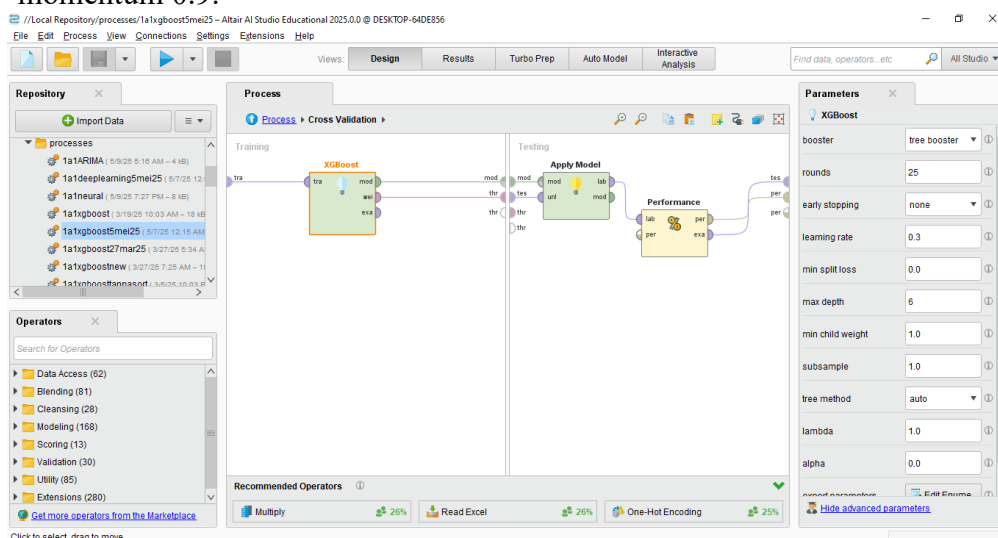 momentum 0.9.
//Local Repository/processes/1a1xgboost5mei25 – Altair AI Studio Educational 2025.0.0 @ DESKTOP-64DE856
File Edit Process View Connections Settings Extensions Help
Views: Design Results Turbo Prep Auto Model Interactive Analysis
Find data, operators...etc All Studio
Repository
Import Data
processes
1a1ARIMA ( 5/9/25 5:16 AM – 4 kB)
1a1deeplearning5mei25 ( 5/7/25 12:
1a1neural ( 5/9/25 7:27 PM – 8 kB)
1a1xgboost ( 3/19/25 10:03 AM – 18 kB
1a1xgboost5mei25 ( 5/7/25 12:15 AM
1a1xgboost27mar25 ( 3/27/25 5:34 A
1a1xgboostnew ( 3/27/25 7:25 AM – 1
Operators
Search for Operators
Data Access (62)
Blending (81)
Cleansing (28)
Modeling (168)
Scoring (13)
Validation (30)
Utility (85)
Extensions (280)
Get more operators from the Marketplace
Click to select, drag to move
Process
Process Cross Validation
Training
Testing
XGBoost
tra
tra mod
wei
exa
mod
thr
thr
mod
tes
thr
thr
Apply Model
mod lab
unl mod
Performance
lab per
per exa
tes
per
per
Recommended Operators
Multiply 26%
Read Excel 26%
One-Hot Encoding 25%
Parameters
XGBoost
booster tree booster
rounds 25
early stopping none
learning rate 0.3
min split loss 0.0
max depth 6
min child weight 1.0
subsample 1.0
tree method auto
lambda 1.0
alpha 0.0
expert parameters Edit Enume
Hide advanced parameters